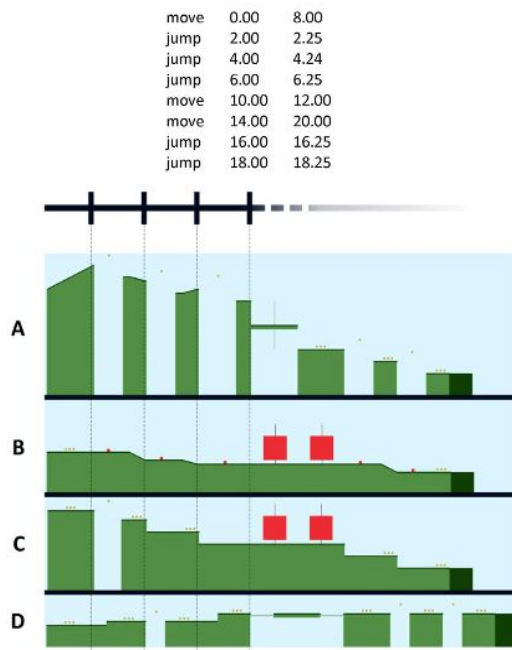 move 0.00 8.00
jump 2.00 2.25
jump 4.00 4.24
jump 6.00 6.25
move 10.00 12.00
move 14.00 20.00
jump 16.00 16.25
jump 18.00 18.25
A
B
C
D